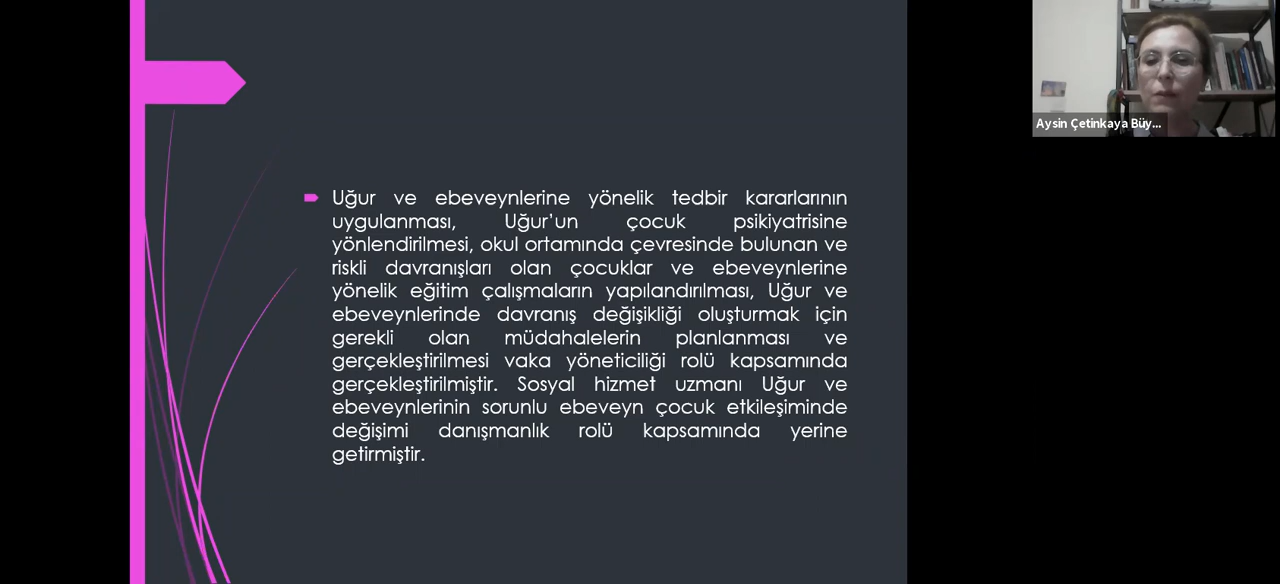 Uğur ve ebeveynlerine yönelik tedbir kararlarının
uygulanması, Uğur'un çocuk psikiyatrisine
yönlendirilmesi, okul ortamında çevresinde bulunan ve
riskli davranışları olan çocuklar ve ebeveynlerine
yönelik eğitim çalışmaların yapılandırılması, Uğur ve
ebeveynlerinde davranış değişikliği oluşturmak için
gerekli olan müdahalelerin planlanması ve
gerçekleştirilmesi vaka yöneticiliği rolü kapsamında
gerçekleştirilmiştir. Sosyal hizmet uzmanı Uğur ve
ebeveynlerinin sorunlu ebeveyn çocuk etkileşiminde
değişimi danışmanlık rolü kapsamında yerine
getirmiştir.
Aysin Çetinkaya Büy...